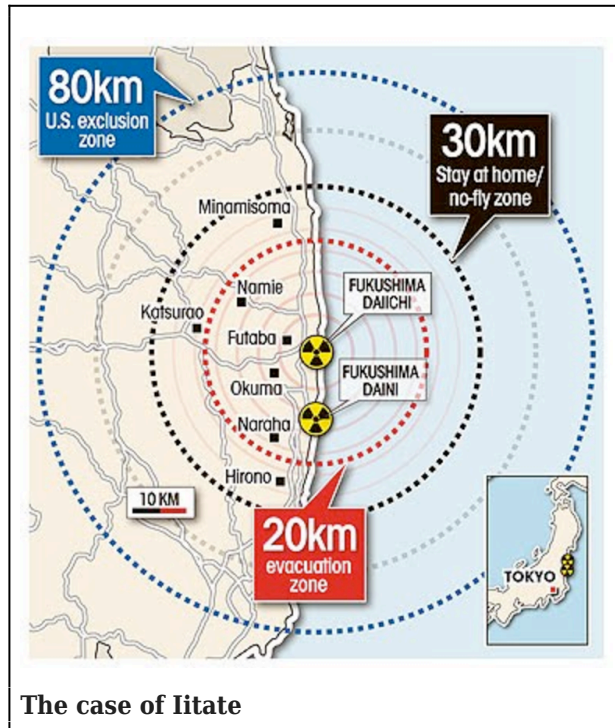 80km
U.S. exclusion
zone
30km
Stay at home/
no-fly zone
Minamisoma
Namie
FUKUSHIMA
DAIICHI
Katsurao
Futaba
FUKUSHIMA
DAINI
Okuma
Naraha
Hirono
10 KM
20km
evacuation
zone
TOKYO
The case of Iitate